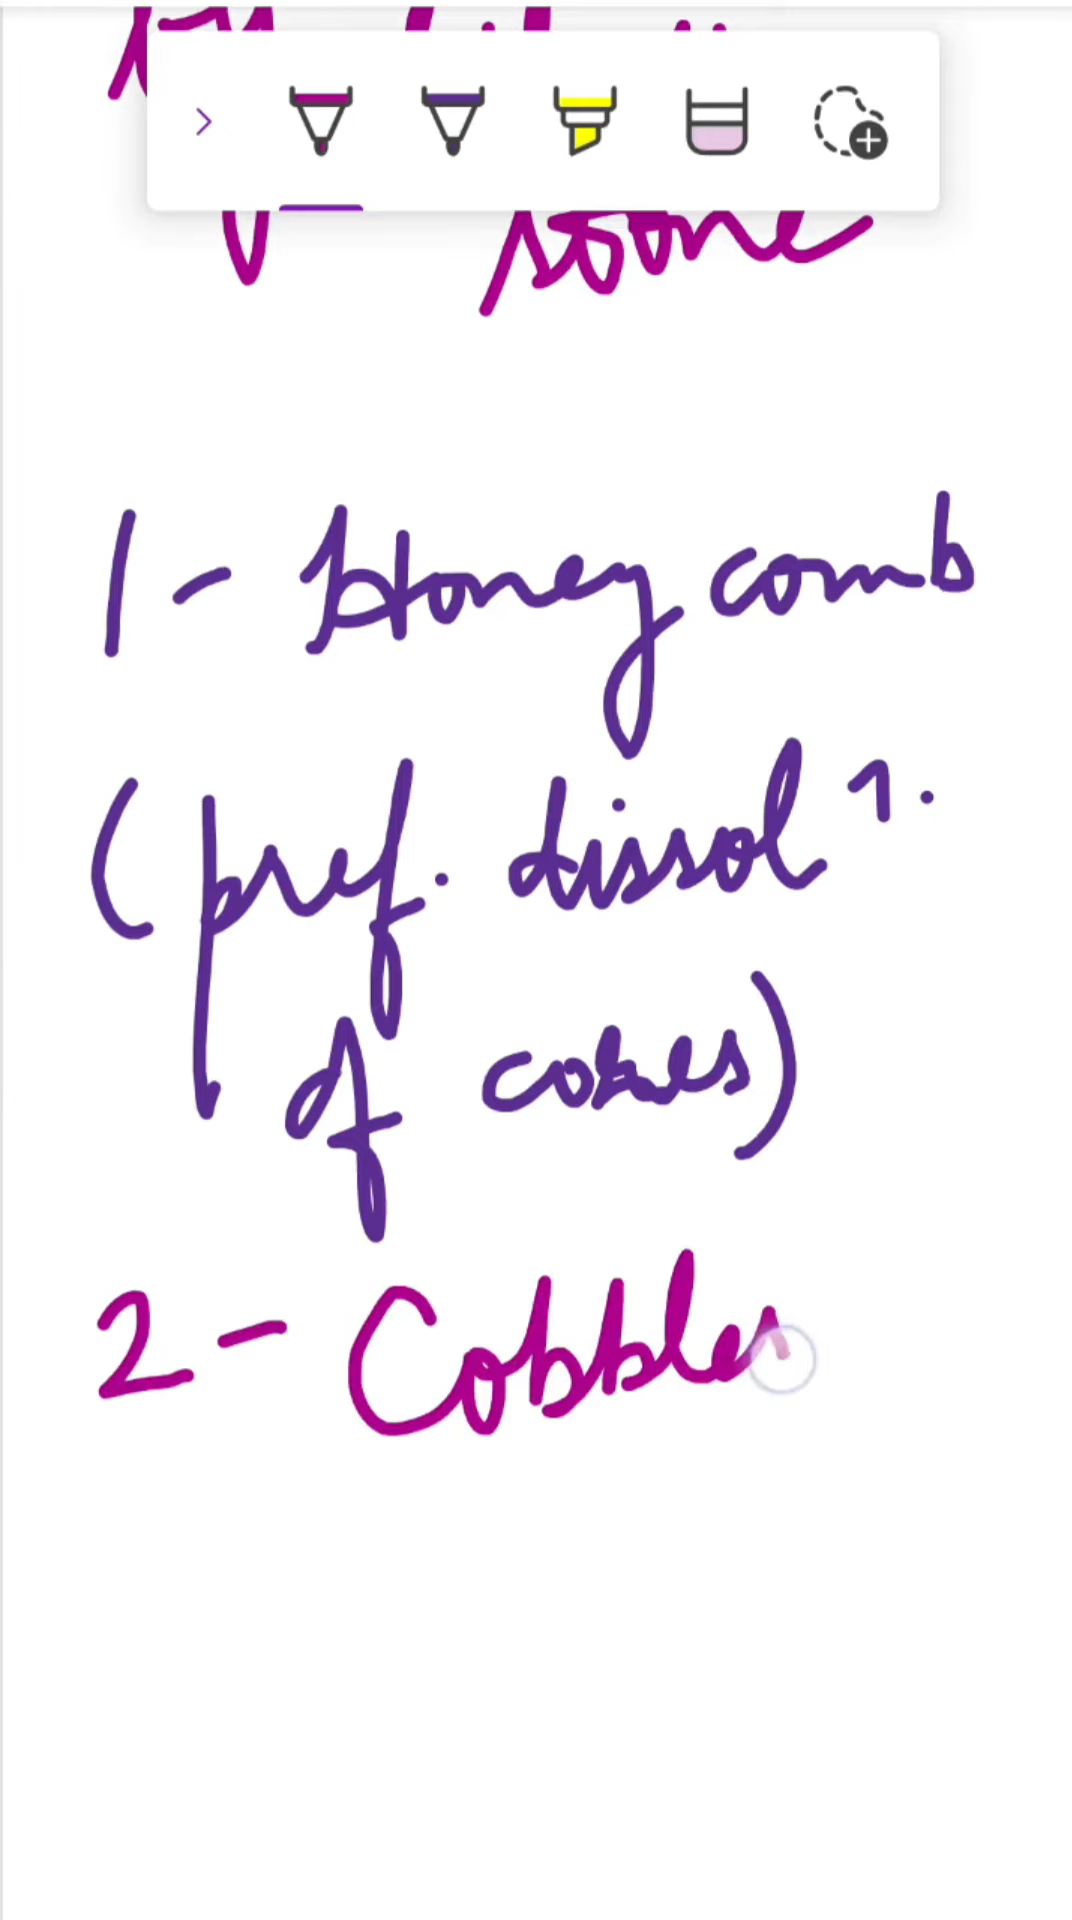 stone
1 - Honey comb
(pref. dissol ⁿ.
of cores)
2 - Cobbles